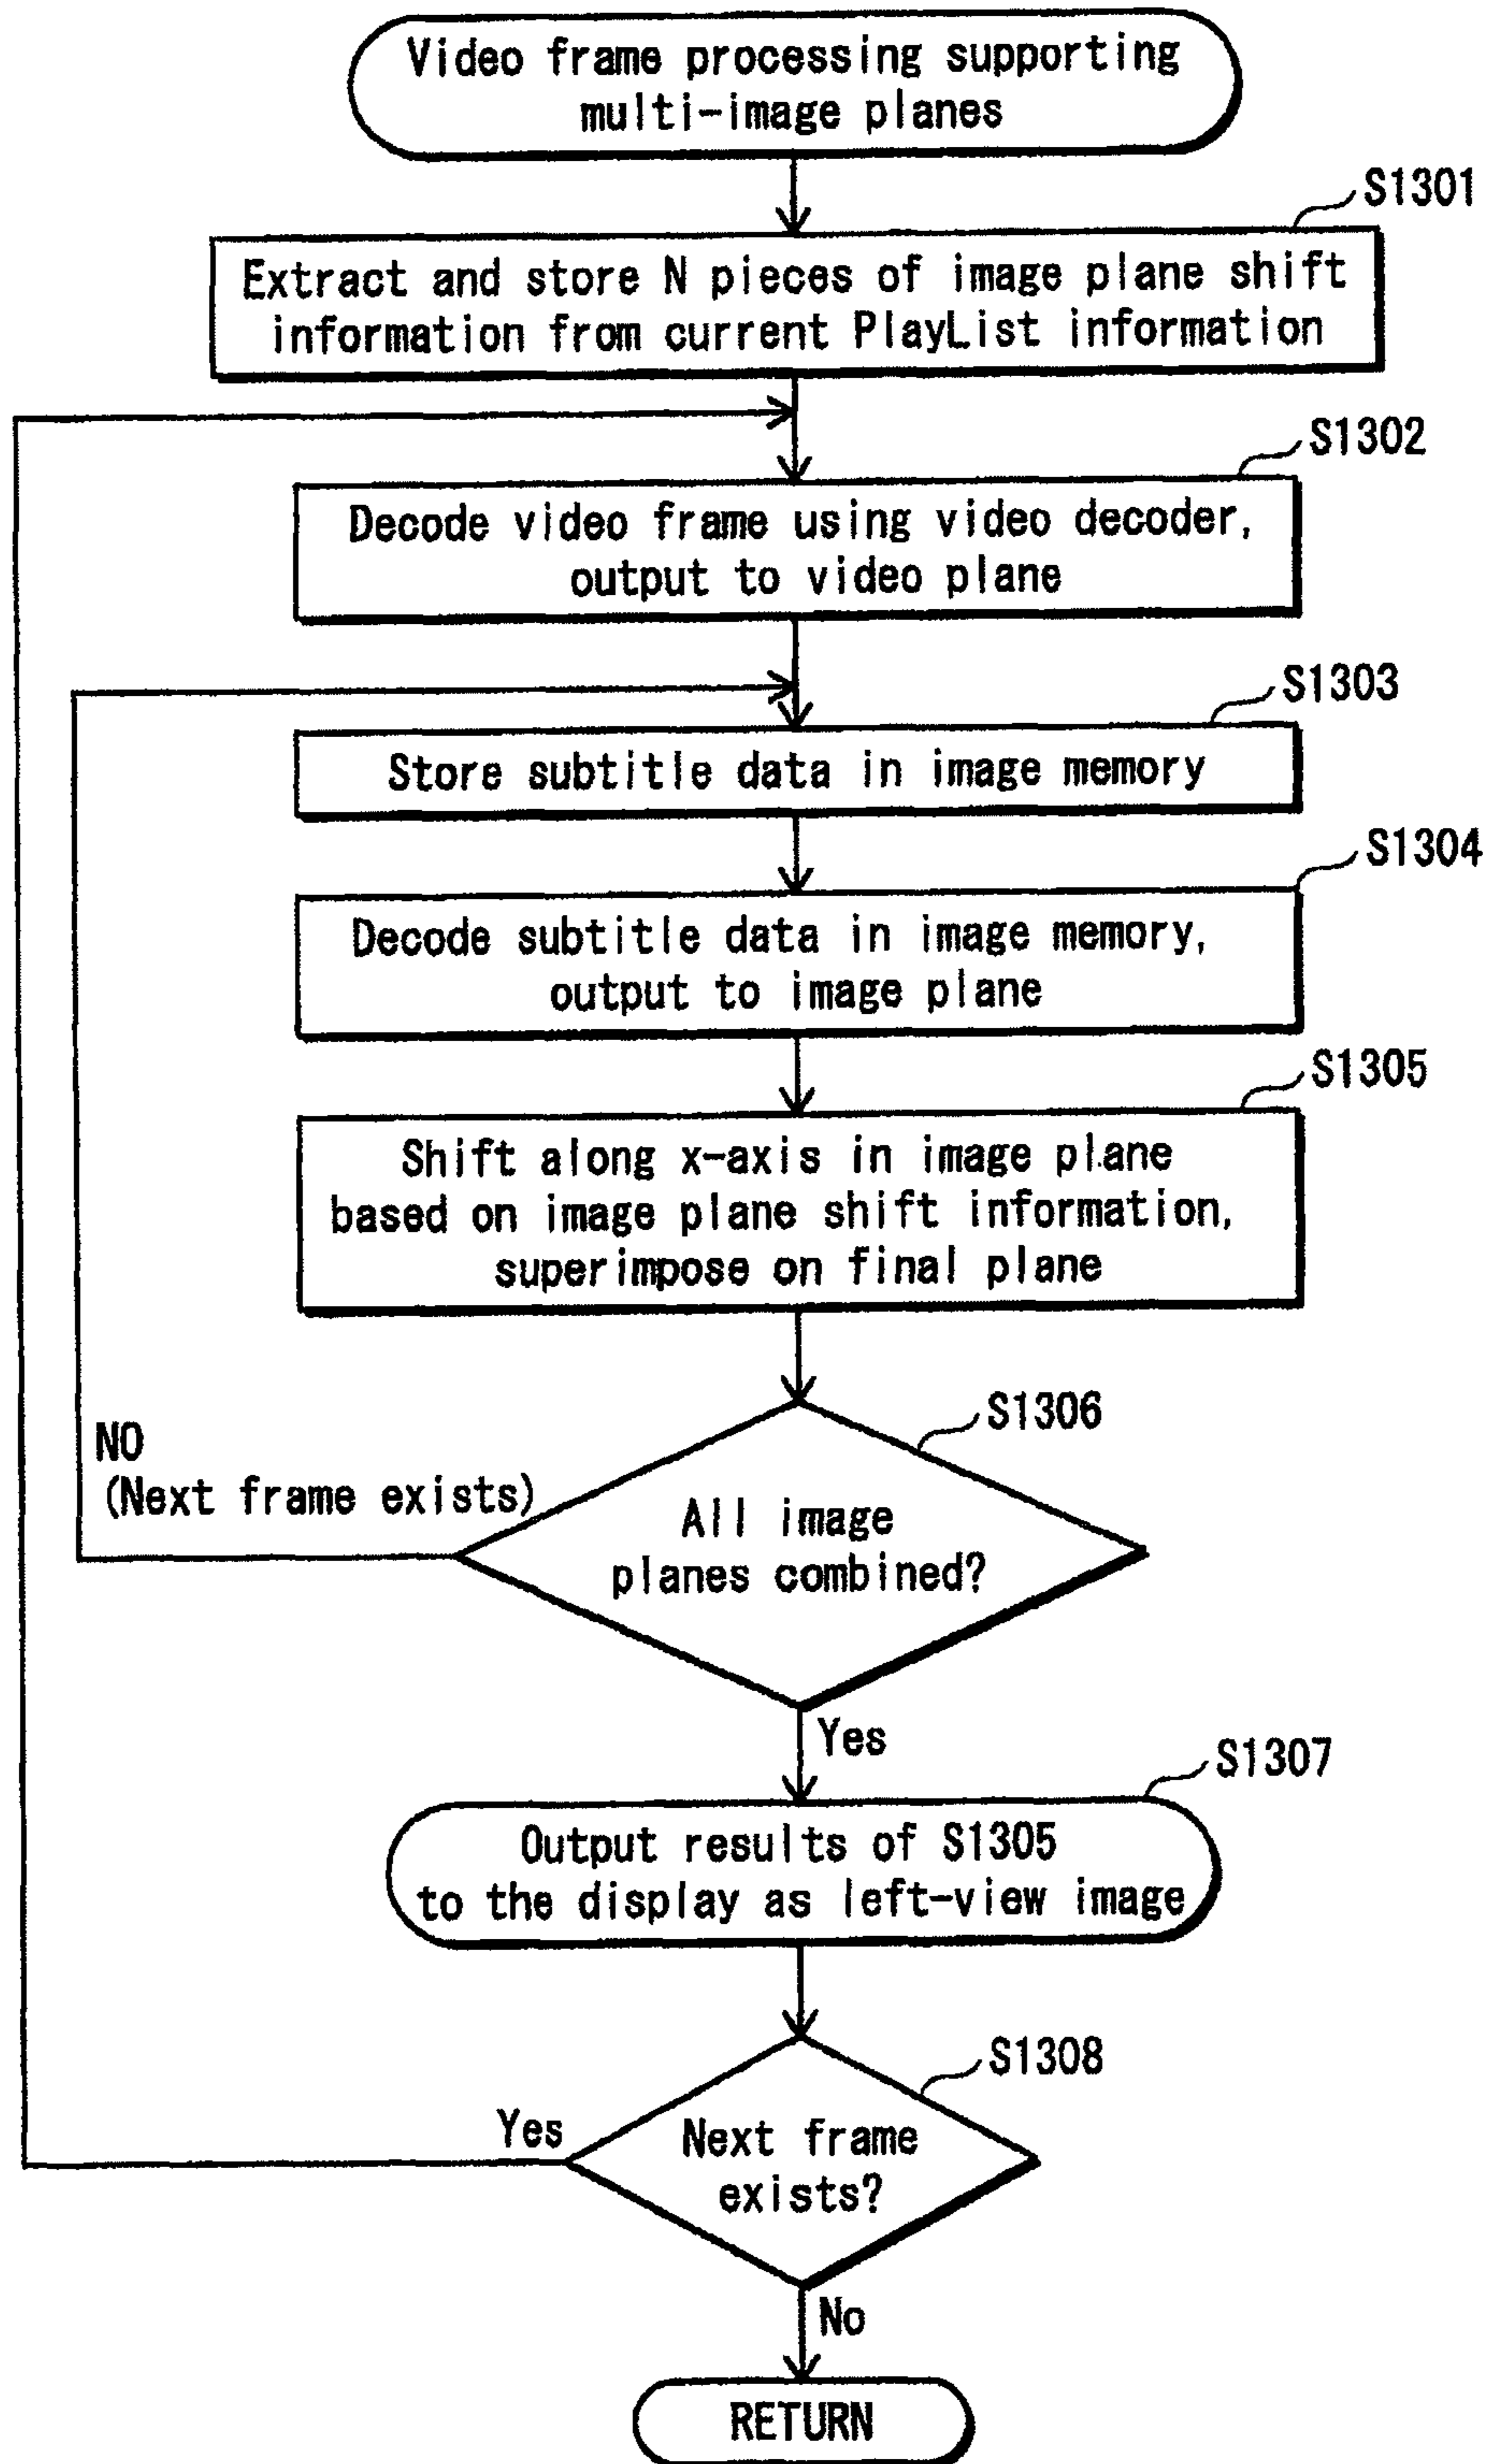 Video frame processing supporting
multi-image planes
S1301
Extract and store N pieces of image plane shift
information from current PlayList information
S1302
Decode video frame using video decoder,
output to video plane
S1303
Store subtitle data in image memory
S1304
Decode subtitle data in image memory,
output to image plane
S1305
Shift along x-axis in image plane
based on image plane shift information,
superimpose on final plane
S1306
NO
(Next frame exists)
All image
planes combined?
Yes
S1307
Output results of S1305
to the display as left-view image
S1308
Yes
Next frame
exists?
No
RETURN